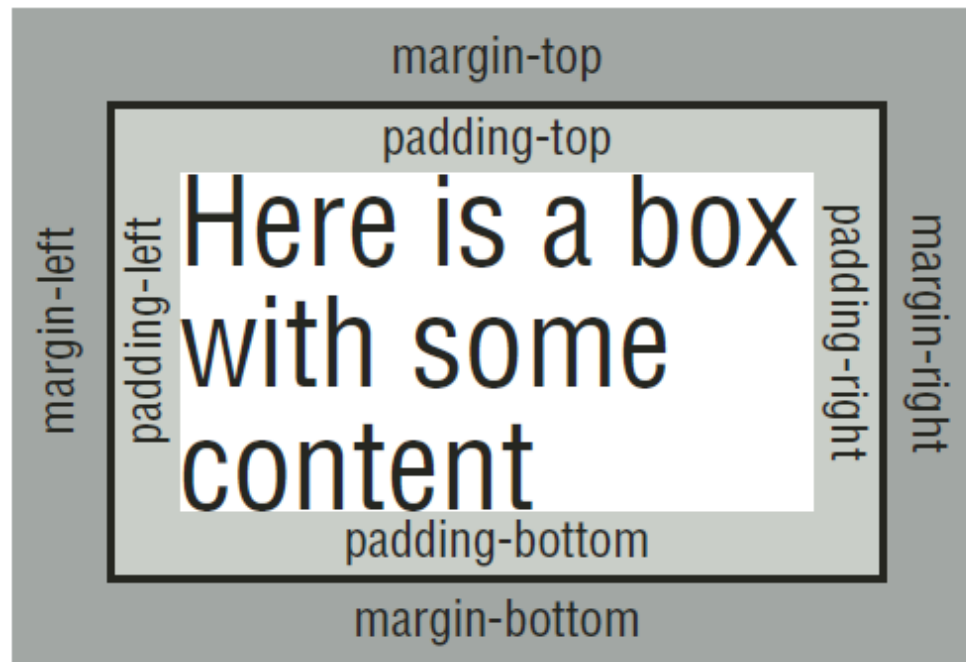 margin-top
padding-top
margin-left
padding-left
Here is a box
with some
content
padding-right
margin-right
padding-bottom
margin-bottom